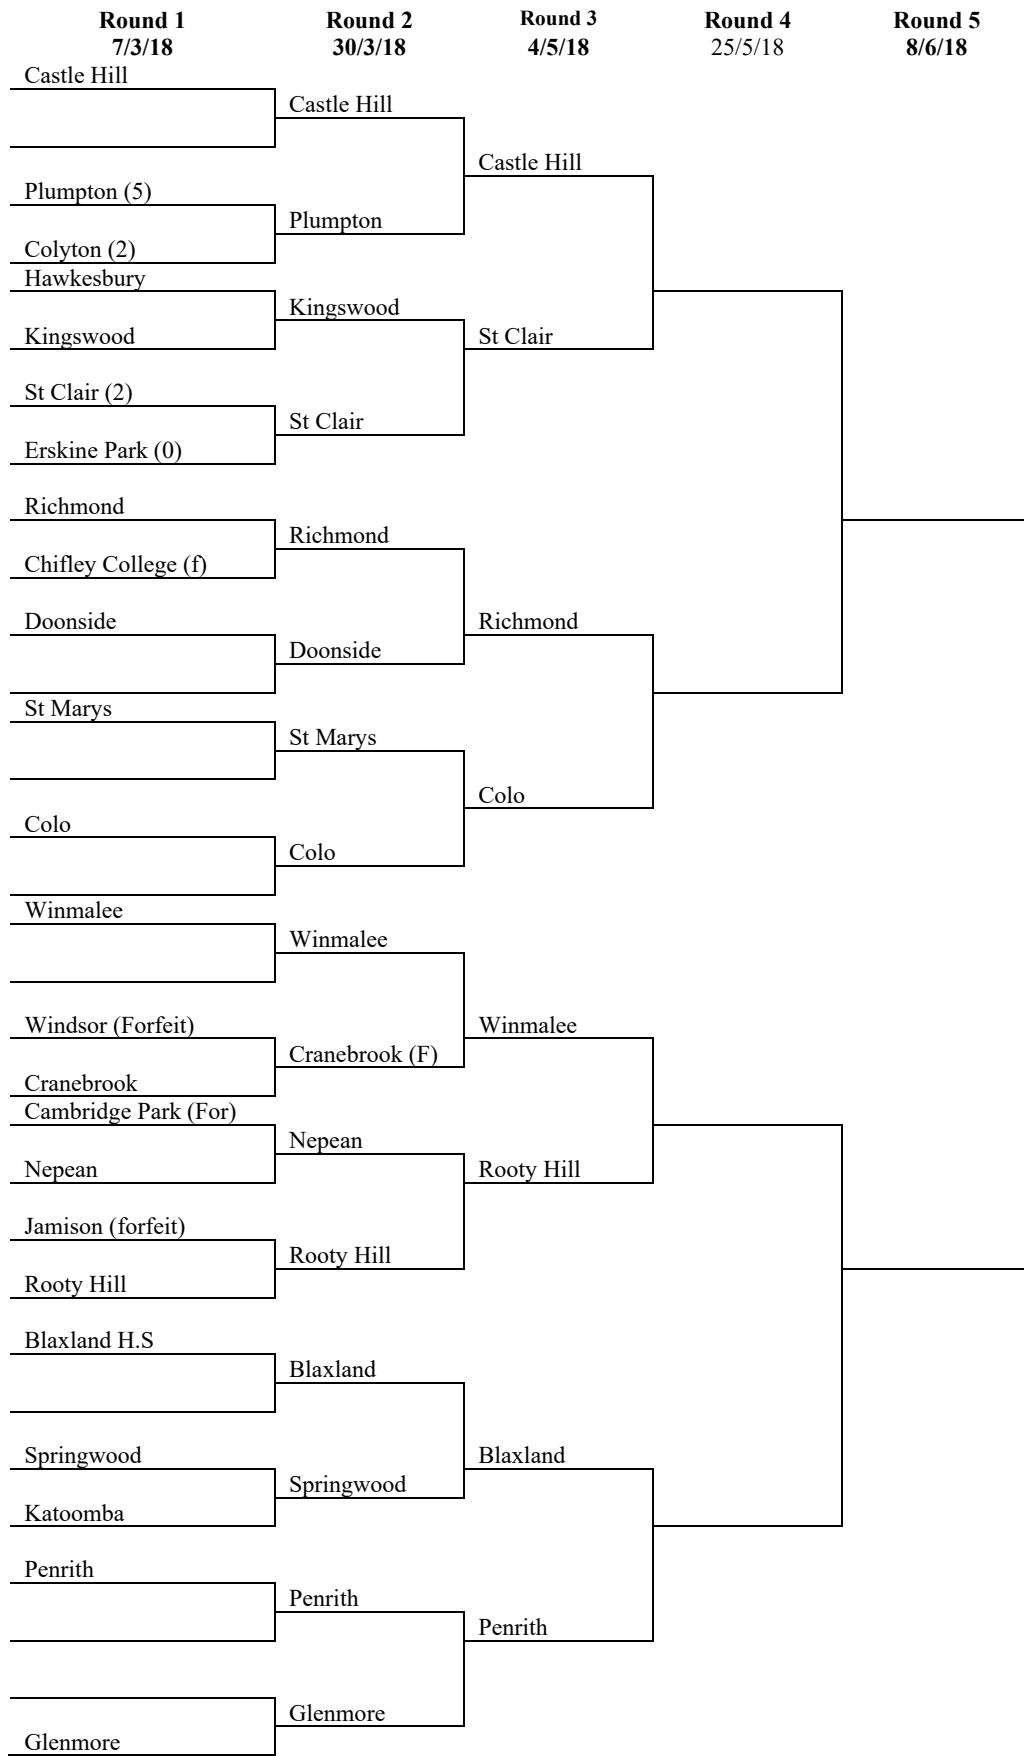 Round 1
7/3/18
Round 2
30/3/18
Round 3
4/5/18
Round 4
25/5/18
Round 5
8/6/18
Castle Hill
Castle Hill
Castle Hill
Plumpton (5)
Plumpton
Colyton (2)
Hawkesbury
Kingswood
Kingswood
St Clair
St Clair (2)
St Clair
Erskine Park (0)
Richmond
Richmond
Chifley College (f)
Doonside
Richmond
Doonside
St Marys
St Marys
Colo
Colo
Colo
Winmalee
Winmalee
Windsor (Forfeit)
Winmalee
Cranebrook (F)
Cranebrook
Cambridge Park (For)
Nepean
Nepean
Rooty Hill
Jamison (forfeit)
Rooty Hill
Rooty Hill
Blaxland H.S
Blaxland
Springwood
Blaxland
Springwood
Katoomba
Penrith
Penrith
Penrith
Glenmore
Glenmore